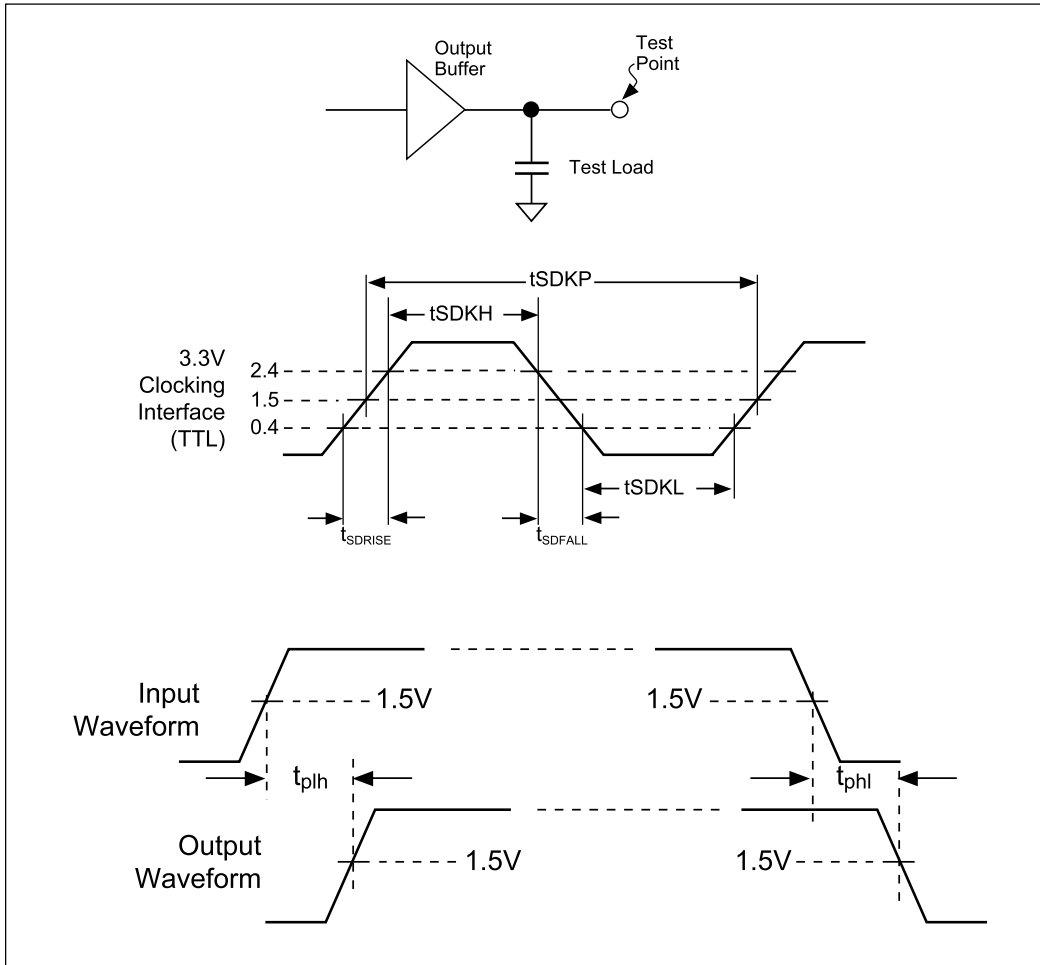 Output
Buffer
Test
Point
Test Load
tSDKP
tSDKH
3.3V
Clocking
Interface
(TTL)
2.4
1.5
0.4
tSDKL
tSDRISE
tSDFALL
Input
Waveform
1.5V
1.5V
tplh
tphl
Output
Waveform
1.5V
1.5V